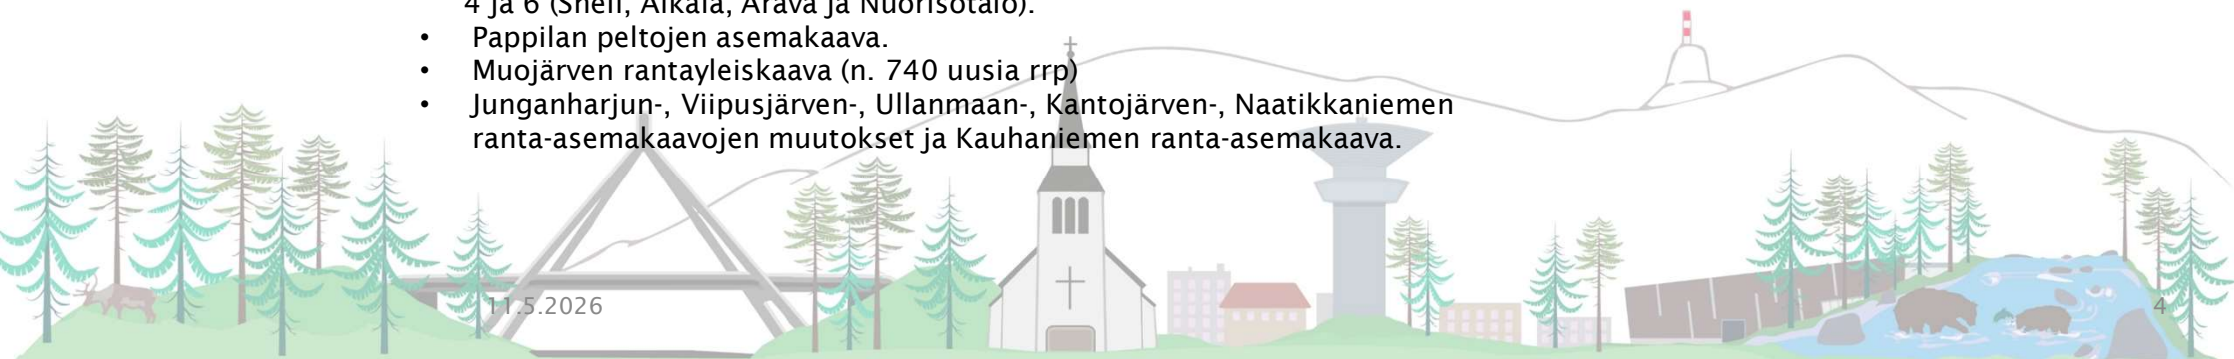 4 ja 6 (Shell, Alkala, Arava ja Nuorisotalo).
• Pappilan peltojen asemakaava.
• Muojärven rantayleiskaava (n. 740 uusia rrp)
• Junganharjun-, Viipusjärven-, Ullanmaan-, Kantojärven-, Naatikkaniemen
ranta-asemakaavojen muutokset ja Kauhaniemen ranta-asemakaava.
11.5.2026
4